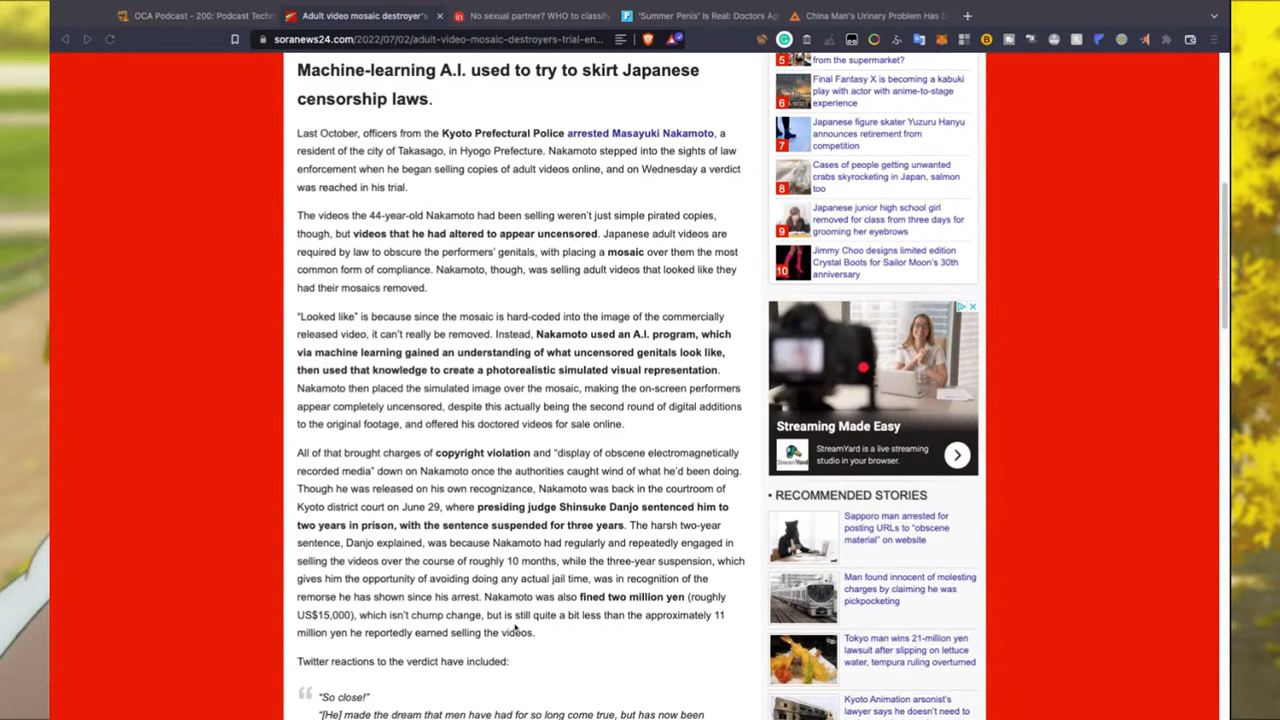 OCA Podcast - 200: Podcast Techn
Adult video mosaic destroyer's
No sexual partner? WHO to classify
'Summer Penis' Is Real: Doctors Ag
China Man's Urinary Problem Has D
soranews24.com/2022/07/02/adult-video-mosaic-destroyers-trial-en...
Machine-learning A.I. used to try to skirt Japanese
censorship laws.
Last October, officers from the Kyoto Prefectural Police arrested Masayuki Nakamoto, a
resident of the city of Takasago, in Hyogo Prefecture. Nakamoto stepped into the sights of law
enforcement when he began selling copies of adult videos online, and on Wednesday a verdict
was reached in his trial.
The videos the 44-year-old Nakamoto had been selling weren't just simple pirated copies,
though, but videos that he had altered to appear uncensored. Japanese adult videos are
required by law to obscure the performers' genitals, with placing a mosaic over them the most
common form of compliance. Nakamoto, though, was selling adult videos that looked like they
had their mosaics removed.
"Looked like" is because since the mosaic is hard-coded into the image of the commercially
released video, it can't really be removed. Instead, Nakamoto used an A.I. program, which
via machine learning gained an understanding of what uncensored genitals look like,
then used that knowledge to create a photorealistic simulated visual representation.
Nakamoto then placed the simulated image over the mosaic, making the on-screen performers
appear completely uncensored, despite this actually being the second round of digital additions
to the original footage, and offered his doctored videos for sale online.
All of that brought charges of copyright violation and "display of obscene electromagnetically
recorded media" down on Nakamoto once the authorities caught wind of what he'd been doing.
Though he was released on his own recognizance, Nakamoto was back in the courtroom of
Kyoto district court on June 29, where presiding judge Shinsuke Danjo sentenced him to
two years in prison, with the sentence suspended for three years. The harsh two-year
sentence, Danjo explained, was because Nakamoto had regularly and repeatedly engaged in
selling the videos over the course of roughly 10 months, while the three-year suspension, which
gives him the opportunity of avoiding doing any actual jail time, was in recognition of the
remorse he has shown since his arrest. Nakamoto was also fined two million yen (roughly
US$15,000), which isn't chump change, but is still quite a bit less than the approximately 11
million yen he reportedly earned selling the videos.
Twitter reactions to the verdict have included:
"So close!"
"[He] made the dream that men have had for so long come true, but has now been
5
from the supermarket?
6
Final Fantasy X is becoming a kabuki
play with actor with anime-to-stage
experience
7
Japanese figure skater Yuzuru Hanyu
announces retirement from
competition
8
Cases of people getting unwanted
crabs skyrocketing in Japan, salmon
too
9
Japanese junior high school girl
removed for class from three days for
grooming her eyebrows
10
Jimmy Choo designs limited edition
Crystal Boots for Sailor Moon's 30th
anniversary
Streaming Made Easy
StreamYard is a live streaming
studio in your browser.
• RECOMMENDED STORIES
Sapporo man arrested for
posting URLs to "obscene
material" on website
Man found innocent of molesting
charges by claiming he was
pickpocketing
Tokyo man wins 21-million yen
lawsuit after slipping on lettuce
water, tempura ruling overturned
Kyoto Animation arsonist's
lawyer says he doesn't need to